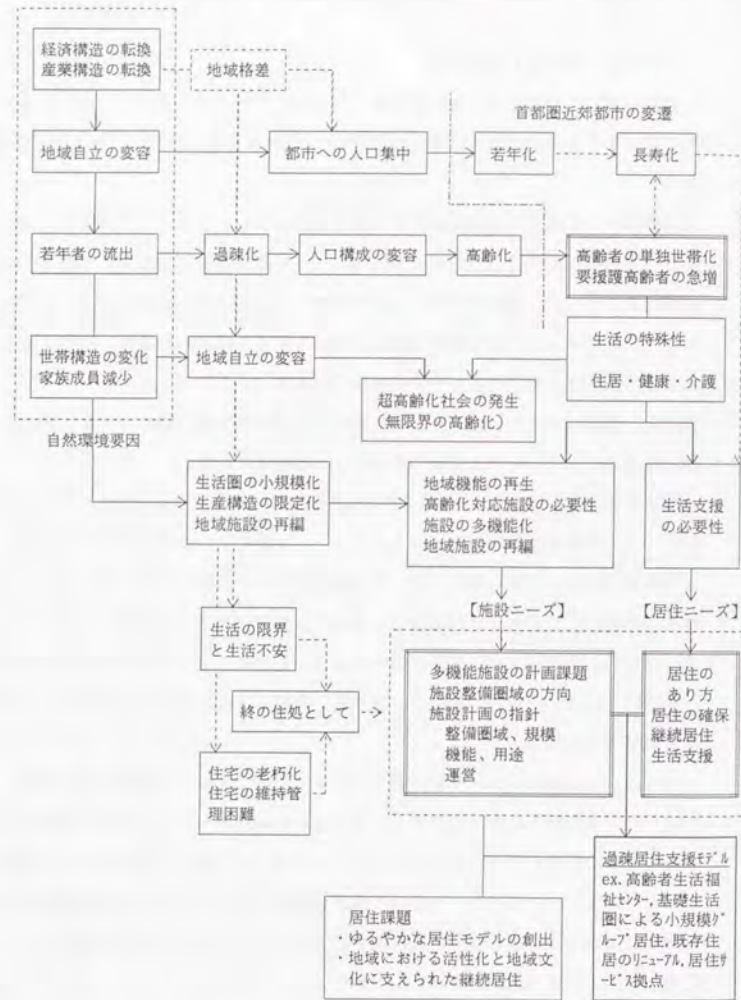 経済構造の転換
産業構造の転換
地域格差
首都圏近郊都市の変遷
地域自立の変容
都市への人口集中
若年化
長寿化
若年者の流出
過疎化
人口構成の変容
高齢化
高齢者の単独世帯化
要援護高齢者の急増
世帯構造の変化
家族成員減少
地域自立の変容
生活の特殊性
住居・健康・介護
超高齢化社会の発生
(無限界の高齢化)
自然環境要因
生活圏の小規模化
生産構造の限定化
地域施設の再編
地域機能の再生
高齢化対応施設の必要性
施設の多機能化
地域施設の再編
生活支援
の必要性
【施設ニーズ】
【居住ニーズ】
生活の限界
と生活不安
終の住処として
住宅の老朽化
住宅の維持管
理困難
多機能施設の計画課題
施設整備圏域の方向
施設計画の指針
整備圏域、規模
機能、用途
運営
居住の
あり方
居住の確保
継続居住
生活支援
過疎居住支援ﾓﾃﾞﾙ
ex.高齢者生活福
祉ｾﾝﾀｰ,基礎生活
圏による小規模ｸﾞ
ﾙｰﾌﾟ居住,既存住
居のﾘﾆｭｰｱﾙ,居住ｻ
ｰﾋﾞｽ拠点
居住課題
・ゆるやかな居住モデルの創出
・地域における活性化と地域文
化に支えられた継続居住